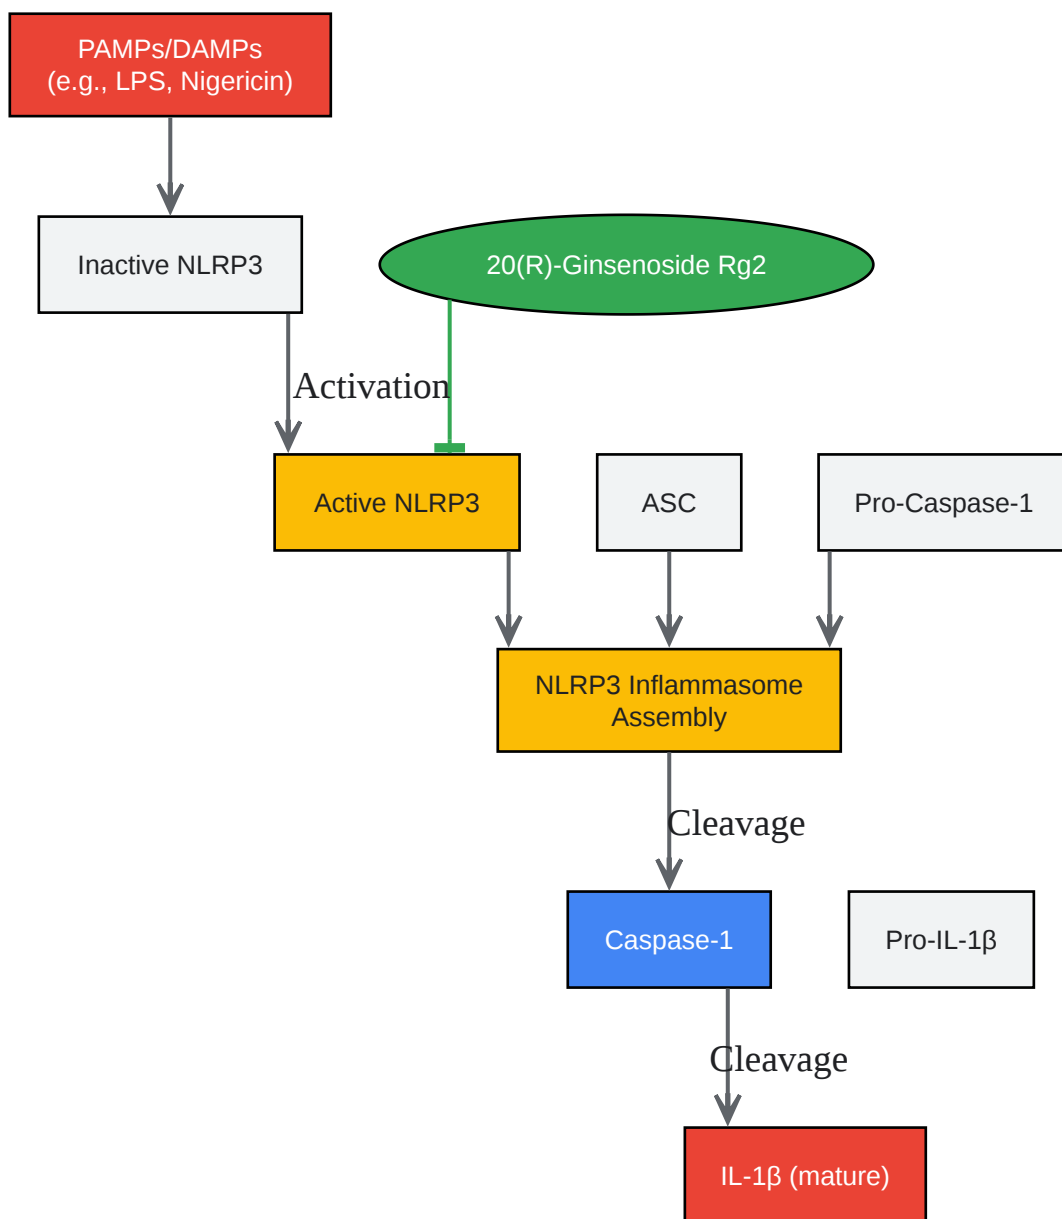 PAMPs/DAMPs
(e.g., LPS, Nigericin)
Inactive NLRP3
20(R)-Ginsenoside Rg2
Activation
Active NLRP3
ASC
Pro-Caspase-1
NLRP3 Inflammasome
Assembly
Cleavage
Caspase-1
Pro-IL-1β
Cleavage
IL-1β (mature)